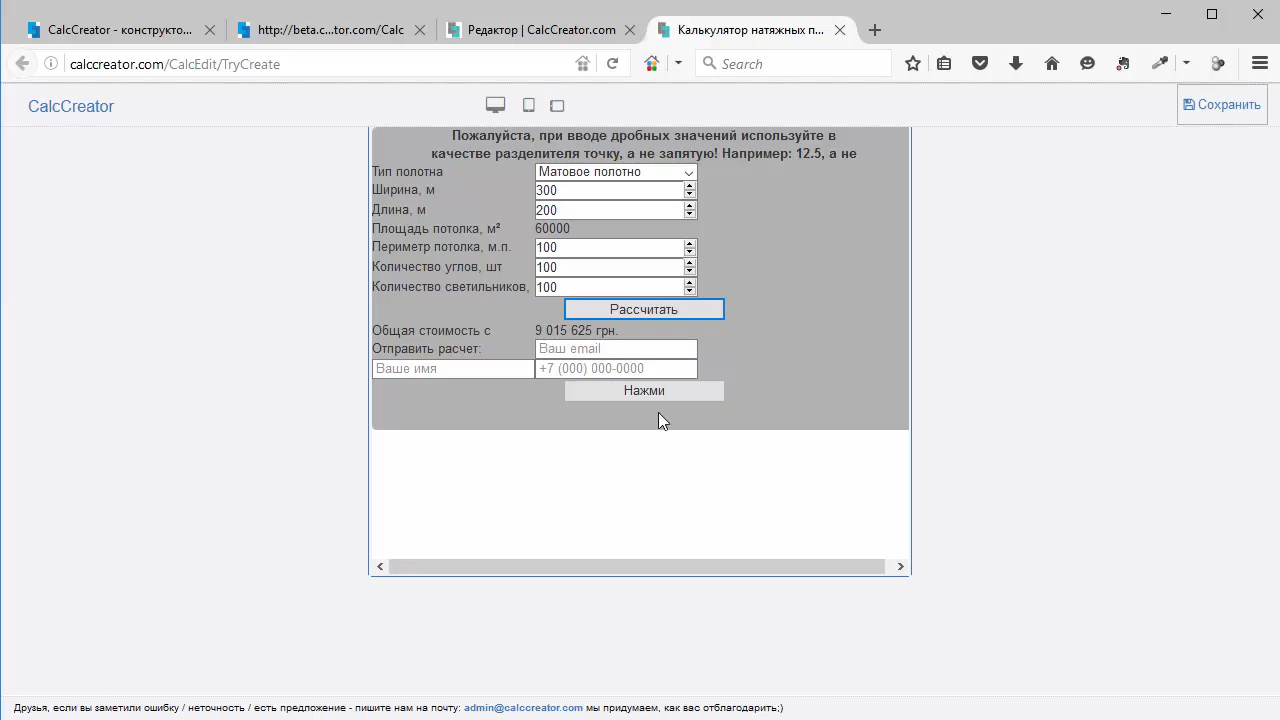 CalcCreator - конструкто...
http://beta.c...tor.com/Calc
Редактор | CalcCreator.com
Калькулятор натяжных п...
calccreator.com/CalcEdit/TryCreate
Search
CalcCreator
Сохранить
Пожалуйста, при вводе дробных значений используйте в
качестве разделителя точку, а не запятую! Например: 12.5, а не
Тип полотна Матовое полотно
Ширина, м 300
Длина, м 200
Площадь потолка, м² 60000
Периметр потолка, м.п. 100
Количество углов, шт 100
Количество светильников, 100
Рассчитать
Общая стоимость с 9 015 625 грн.
Отправить расчет: Ваш email
Ваше имя +7 (000) 000-0000
Нажми
Друзья, если вы заметили ошибку / неточность / есть предложение - пишите нам на почту: admin@calccreator.com мы придумаем, как вас отблагодарить;)